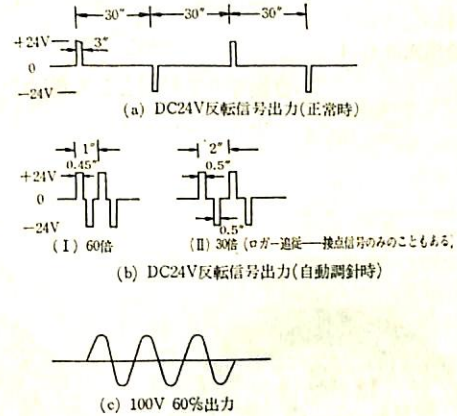 30″ 30″ 30″
+24V 3″
0
−24V
(a) DC24V反転信号出力(正常時)
1″ 2″
0.45″ 0.5″
+24V
0
−24V 0.5″
(Ⅰ) 60倍 (Ⅱ) 30倍 (ロガー追従──接点信号のみのこともある)
(b) DC24V反転信号出力(自動調針時)
(c) 100V 60%出力